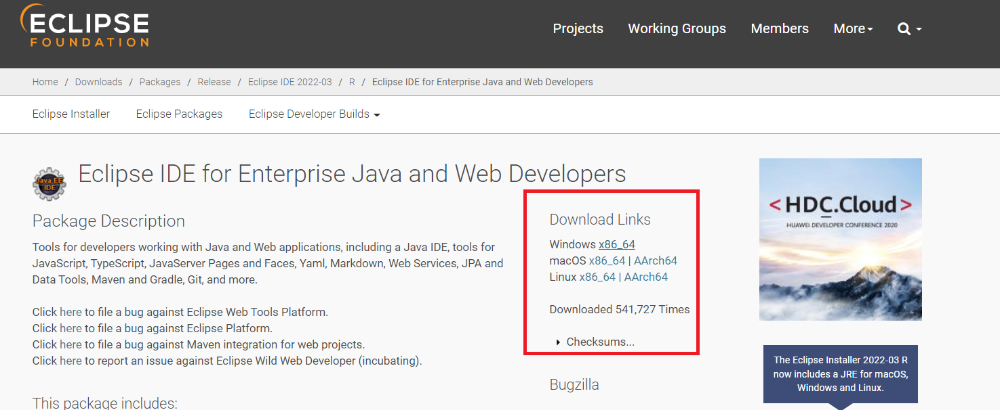 ECLIPSE
FOUNDATION
Projects Working Groups Members More
Home / Downloads / Packages / Release / Eclipse IDE 2022-03 / R / Eclipse IDE for Enterprise Java and Web Developers
Eclipse Installer Eclipse Packages Eclipse Developer Builds
Java EE
IDE
Eclipse IDE for Enterprise Java and Web Developers
Package Description
Tools for developers working with Java and Web applications, including a Java IDE, tools for
JavaScript, TypeScript, JavaServer Pages and Faces, Yaml, Markdown, Web Services, JPA and
Data Tools, Maven and Gradle, Git, and more.
Click here to file a bug against Eclipse Web Tools Platform.
Click here to file a bug against Eclipse Platform.
Click here to file a bug against Maven integration for web projects.
Click here to report an issue against Eclipse Wild Web Developer (incubating).
This package includes:
Download Links
Windows x86_64
macOS x86_64 | AArch64
Linux x86_64 | AArch64
Downloaded 541,727 Times
Checksums...
Bugzilla
< HDC.Cloud >
HUAWEI DEVELOPER CONFERENCE 2020
The Eclipse Installer 2022-03 R
now includes a JRE for macOS,
Windows and Linux.